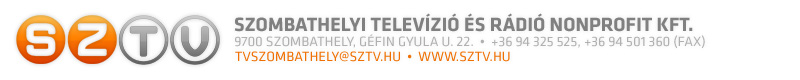 SZTV
SZOMBATHELYI TELEVÍZIÓ ÉS RÁDIÓ NONPROFIT KFT.
9700 SZOMBATHELY, GÉFIN GYULA U. 22. • +36 94 325 525, +36 94 501 360 (FAX)
TVSZOMBATHELY@SZTV.HU • WWW.SZTV.HU